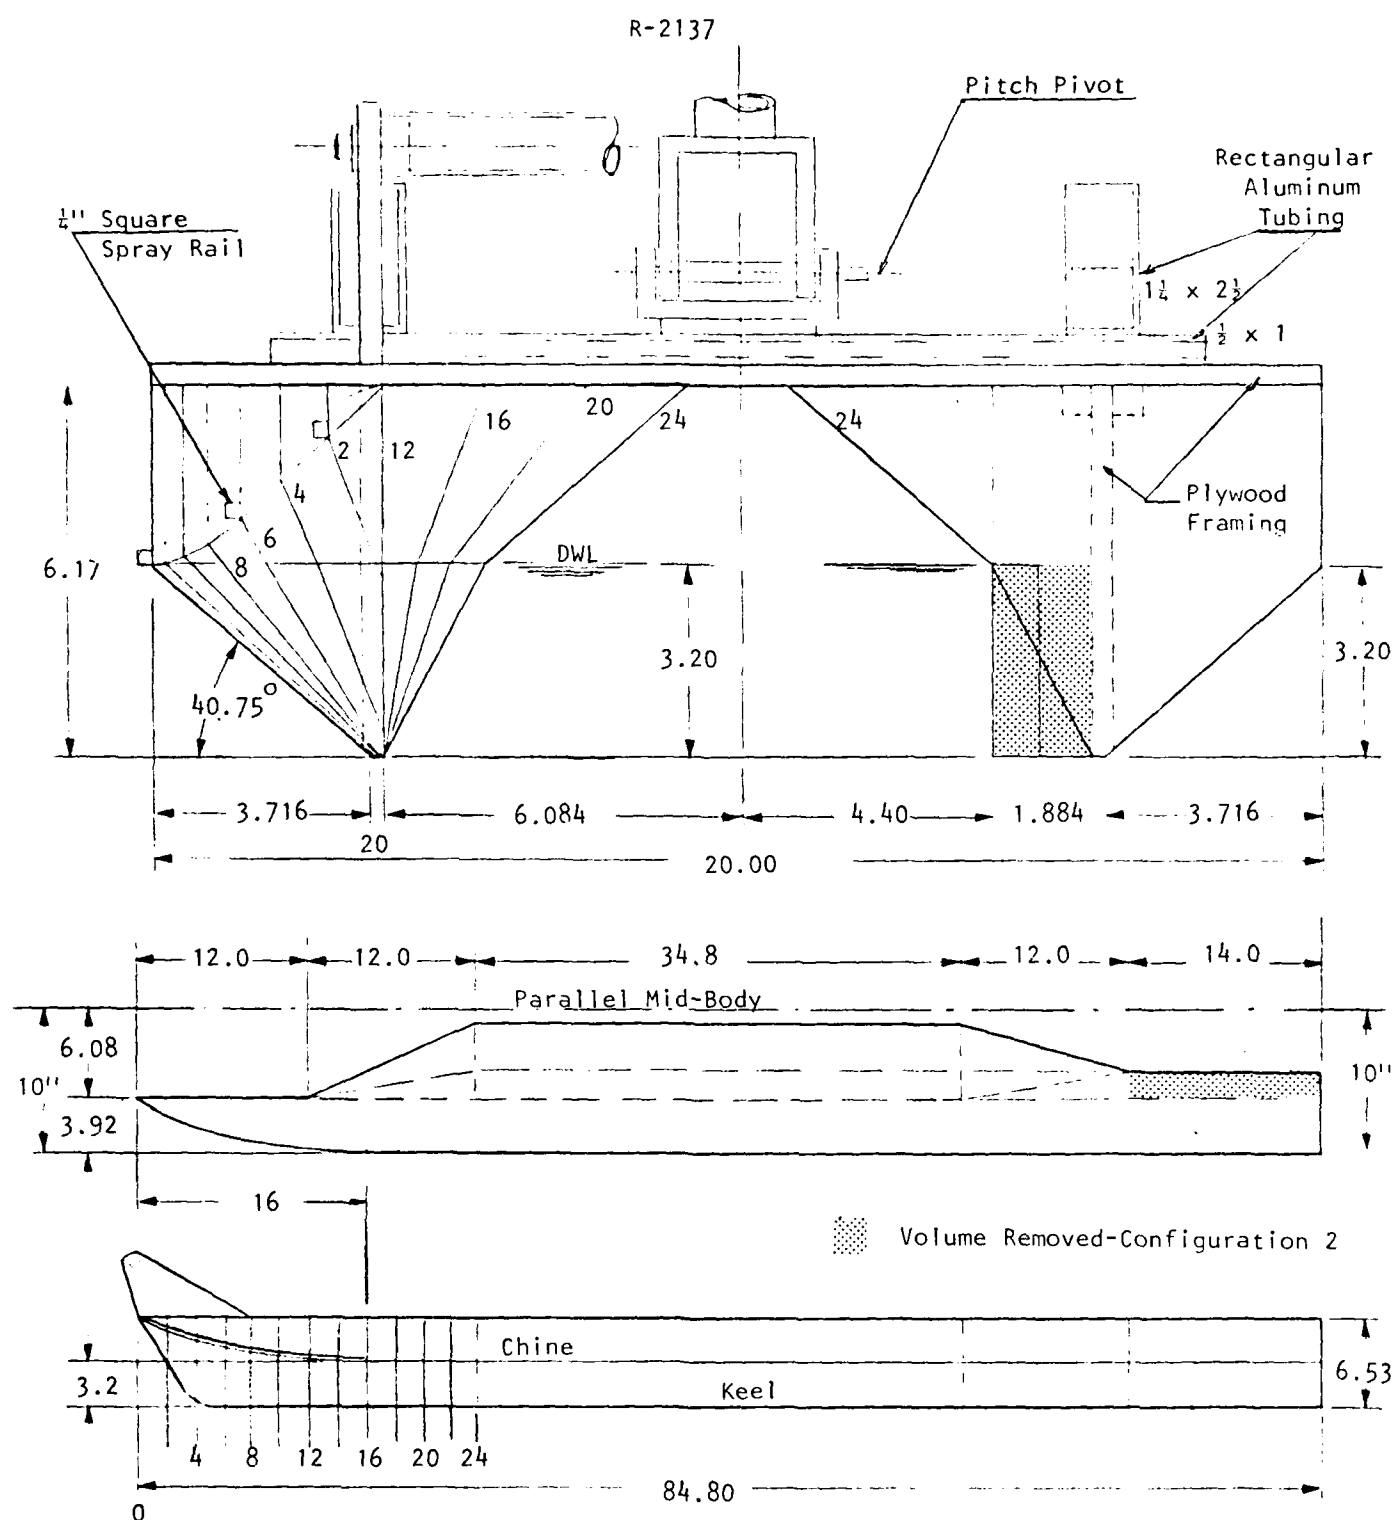 R-2137
Pitch Pivot
Rectangular
Aluminum
Tubing
¼" Square
Spray Rail
1¼ x 2½
½ x 1
20
16
24
24
2
12
4
6
8
DWL
Plywood
Framing
6.17
3.20
3.20
40.75°
3.716
6.084
4.40
1.884
3.716
20
20.00
12.0
12.0
34.8
12.0
14.0
Parallel Mid-Body
6.08
10"
10"
3.92
16
Volume Removed-Configuration 2
Chine
3.2
Keel
6.53
4
8
12
16
20
24
84.80
0